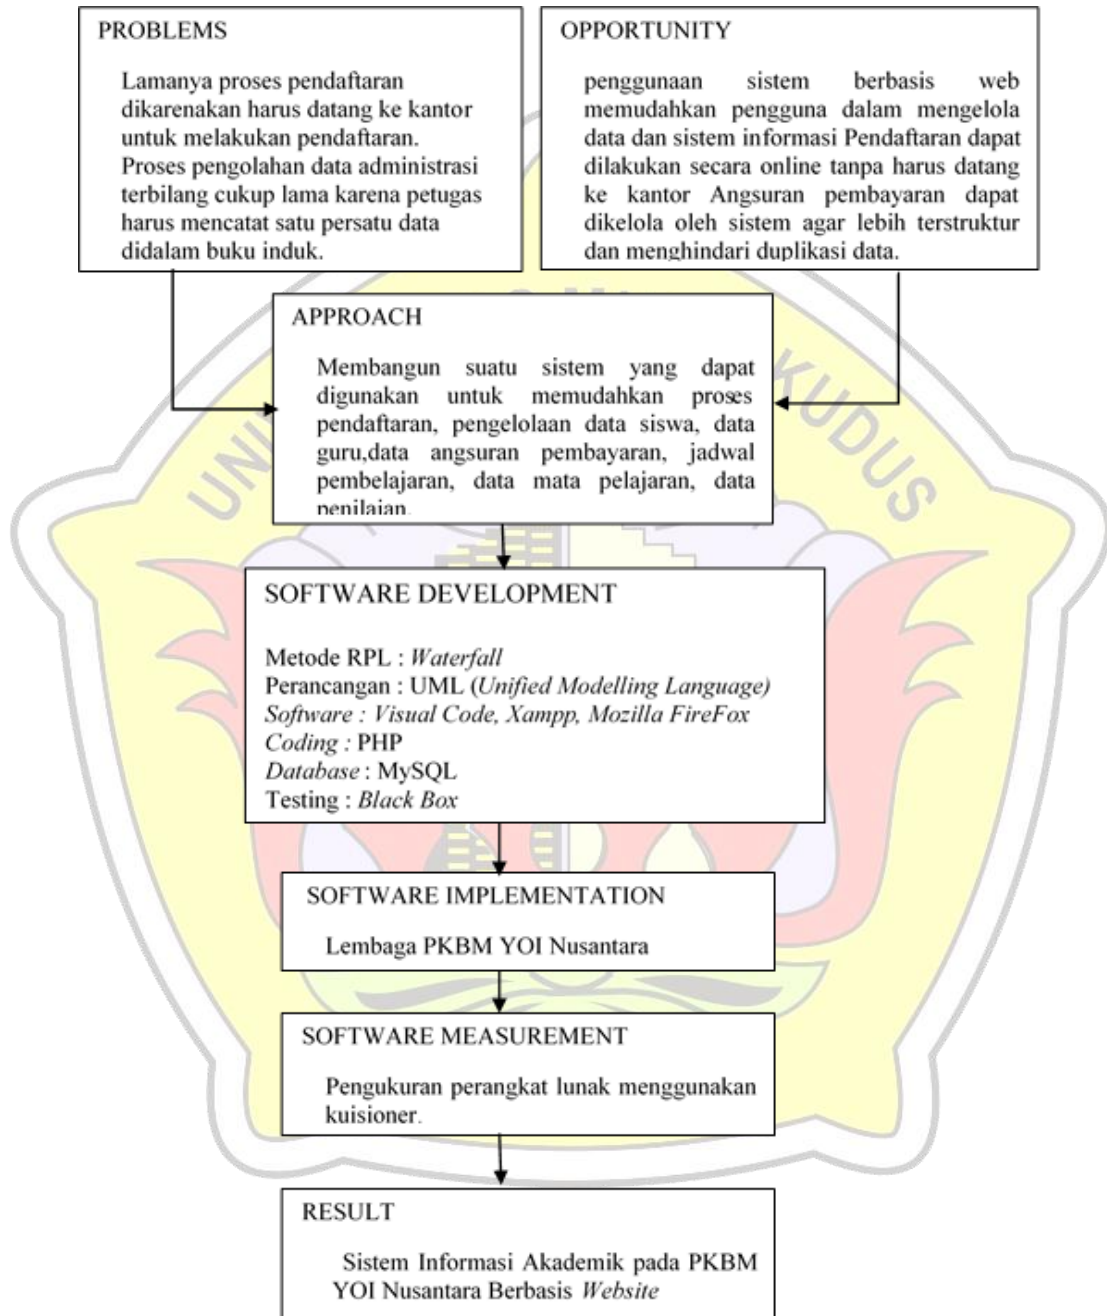 PROBLEMS
Lamanya proses pendaftaran
dikarenakan harus datang ke kantor
untuk melakukan pendaftaran.
Proses pengolahan data administrasi
terbilang cukup lama karena petugas
harus mencatat satu persatu data
didalam buku induk.
OPPORTUNITY
penggunaan sistem berbasis web
memudahkan pengguna dalam mengelola
data dan sistem informasi Pendaftaran dapat
dilakukan secara online tanpa harus datang
ke kantor Angsuran pembayaran dapat
dikelola oleh sistem agar lebih terstruktur
dan menghindari duplikasi data.
APPROACH
Membangun suatu sistem yang dapat
digunakan untuk memudahkan proses
pendaftaran, pengelolaan data siswa, data
guru,data angsuran pembayaran, jadwal
pembelajaran, data mata pelajaran, data
penilaian.
KUDUS
SOFTWARE DEVELOPMENT
Metode RPL : Waterfall
Perancangan : UML (Unified Modelling Language)
Software : Visual Code, Xampp, Mozilla FireFox
Coding : PHP
Database : MySQL
Testing : Black Box
SOFTWARE IMPLEMENTATION
Lembaga PKBM YOI Nusantara
SOFTWARE MEASUREMENT
Pengukuran perangkat lunak menggunakan
kuisioner.
RESULT
Sistem Informasi Akademik pada PKBM
YOI Nusantara Berbasis Website